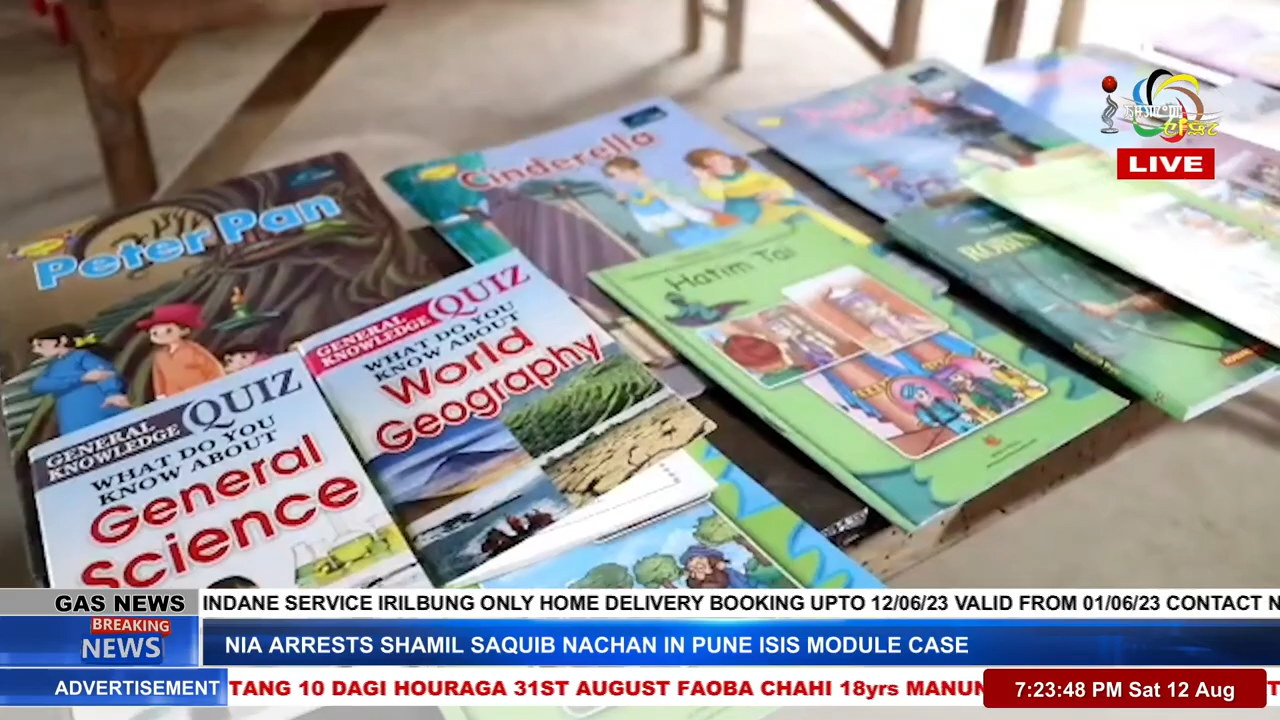 LIVE
Peter Pan
Cinderella
Hatim Tai
ROBIN
GENERAL
KNOWLEDGE QUIZ
WHAT DO YOU
KNOW ABOUT
World
Geography
GENERAL
KNOWLEDGE QUIZ
WHAT DO YOU
KNOW ABOUT
General
Science
GAS NEWS
INDANE SERVICE IRILBUNG ONLY HOME DELIVERY BOOKING UPTO 12/06/23 VALID FROM 01/06/23 CONTACT
BREAKING
NEWS
NIA ARRESTS SHAMIL SAQUIB NACHAN IN PUNE ISIS MODULE CASE
ADVERTISEMENT
TANG 10 DAGI HOURAGA 31ST AUGUST FAOBA CHAHI 18yrs
7:23:48 PM Sat 12 Aug